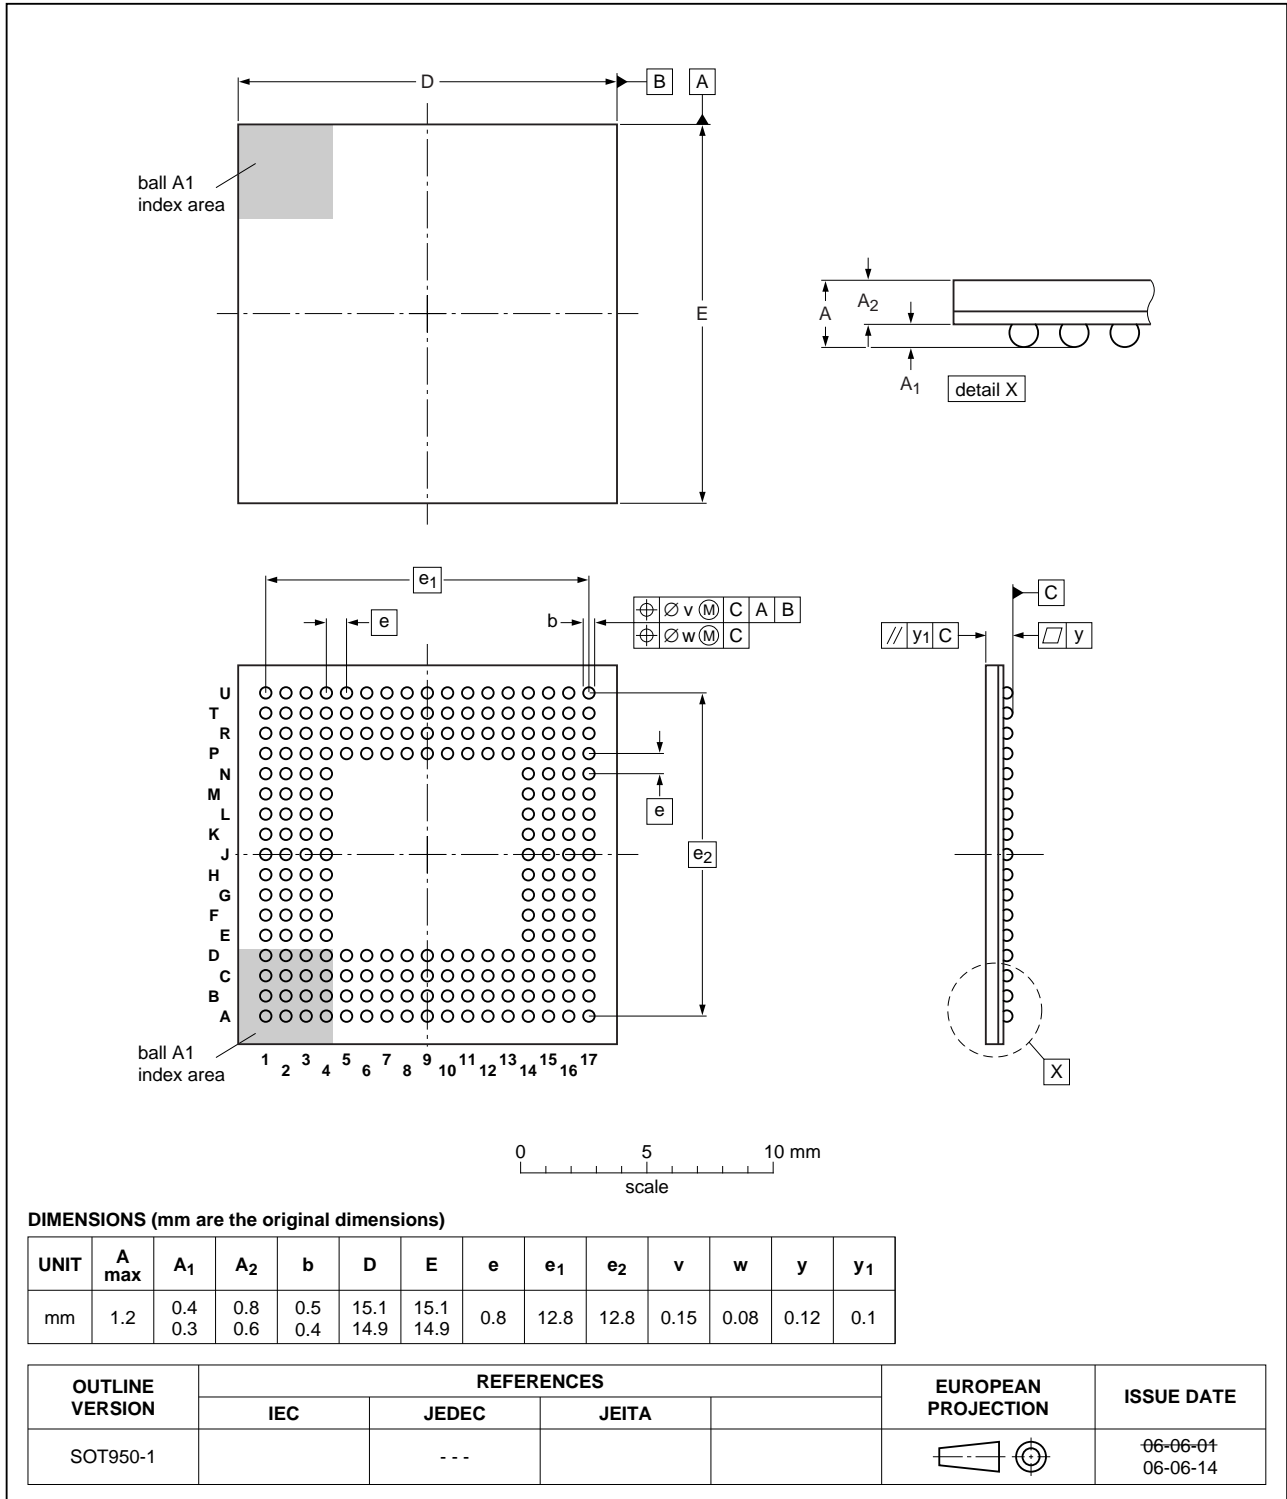 D
B A
ball A1
index area
E
A
A2
A1
detail X
e1
e
b
⌖ ∅ v Ⓜ C A B
⌖ ∅ w Ⓜ C
C
// y1 C
▱ y
U
T
R
P
N
M
L
K
J
H
G
F
E
D
C
B
A
e
e2
ball A1
index area
1 2 3 4 5 6 7 8 9 10 11 12 13 14 15 16 17
X
0 5 10 mm
scale
DIMENSIONS (mm are the original dimensions)
UNIT A max A1 A2 b D E e e1 e2 v w y y1
mm 1.2 0.4 0.3 0.8 0.6 0.5 0.4 15.1 14.9 15.1 14.9 0.8 12.8 12.8 0.15 0.08 0.12 0.1
OUTLINE VERSION REFERENCES EUROPEAN PROJECTION ISSUE DATE
IEC JEDEC JEITA
SOT950-1 - - - 06-06-01
06-06-14